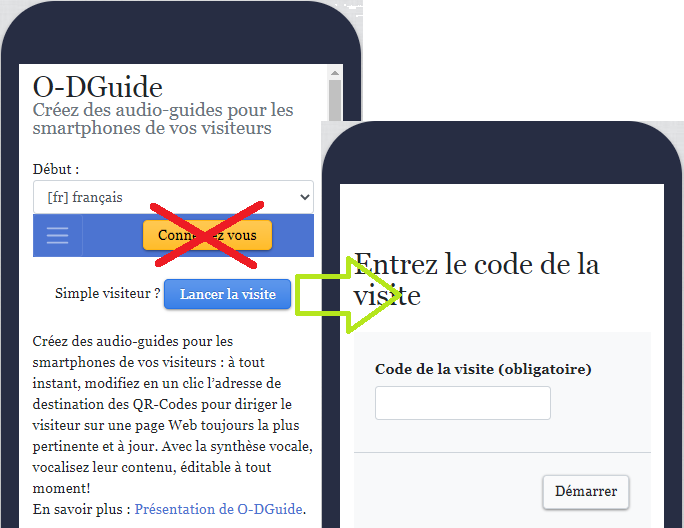 O-DGuide
Créez des audio-guides pour les
smartphones de vos visiteurs
Début :
[fr] français
Connectez vous
Simple visiteur ? Lancer la visite
Créez des audio-guides pour les
smartphones de vos visiteurs : à tout
instant, modifiez en un clic l'adresse de
destination des QR-Codes pour diriger le
visiteur sur une page Web toujours la plus
pertinente et à jour. Avec la synthèse vocale,
vocalisez leur contenu, éditable à tout
moment!
En savoir plus : Présentation de O-DGuide.
Entrez le code de la
visite
Code de la visite (obligatoire)
Démarrer